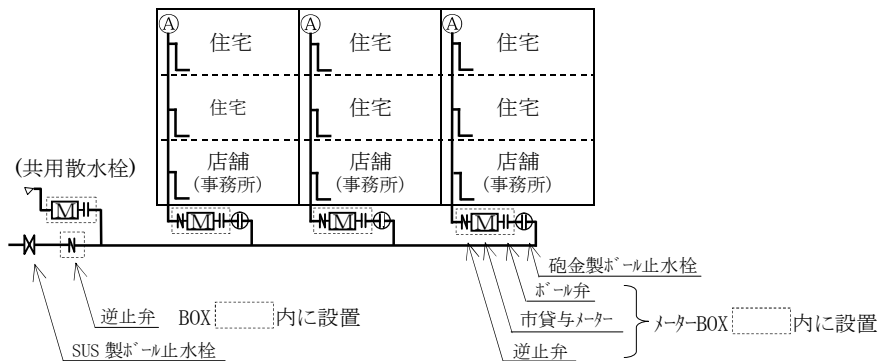 Ⓐ Ⓐ Ⓐ
住宅 住宅 住宅
住宅 住宅 住宅
店舗 店舗 店舗
(事務所) (事務所) (事務所)
(共用散水栓)
M
M M M
砲金製ボール止水栓
ボール弁
逆止弁 BOX 内に設置
市貸与メーター メーターBOX 内に設置
SUS 製ボール止水栓
逆止弁